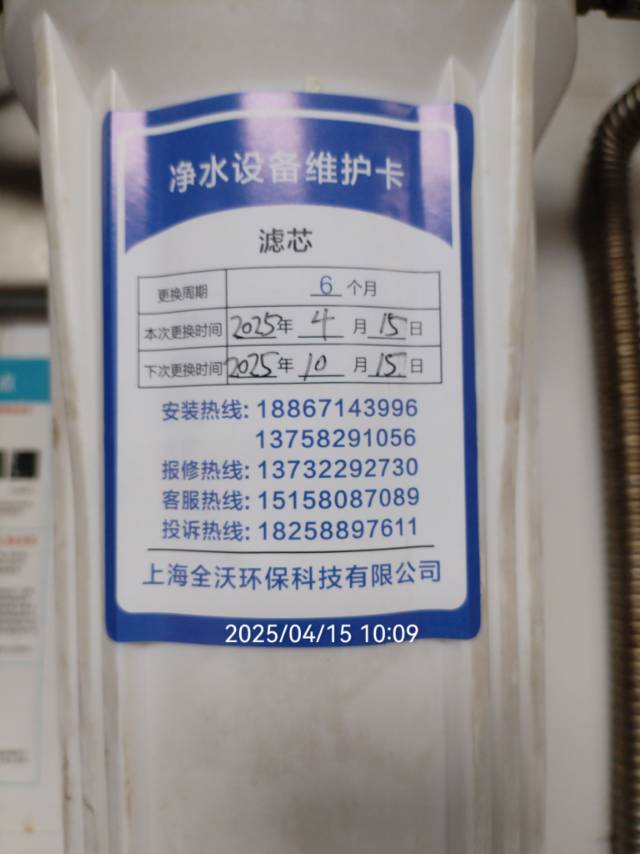 净水设备维护卡
滤芯
更换周期 6 个月
本次更换时间 2025年 4 月 15日
下次更换时间 2025年 10 月 15日
安装热线: 18867143996
13758291056
报修热线: 13732292730
客服热线: 15158087089
投诉热线: 18258897611
上海全沃环保科技有限公司
2025/04/15 10:09